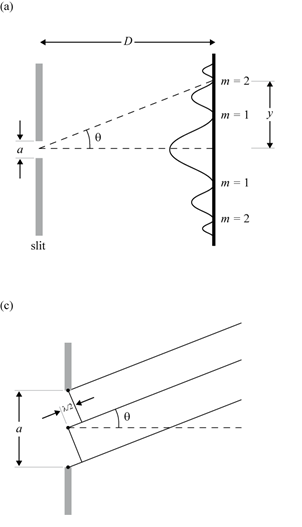 (a)
D
m = 2
θ
y
m = 1
a
m = 1
m = 2
slit
(c)
λ/2
θ
a